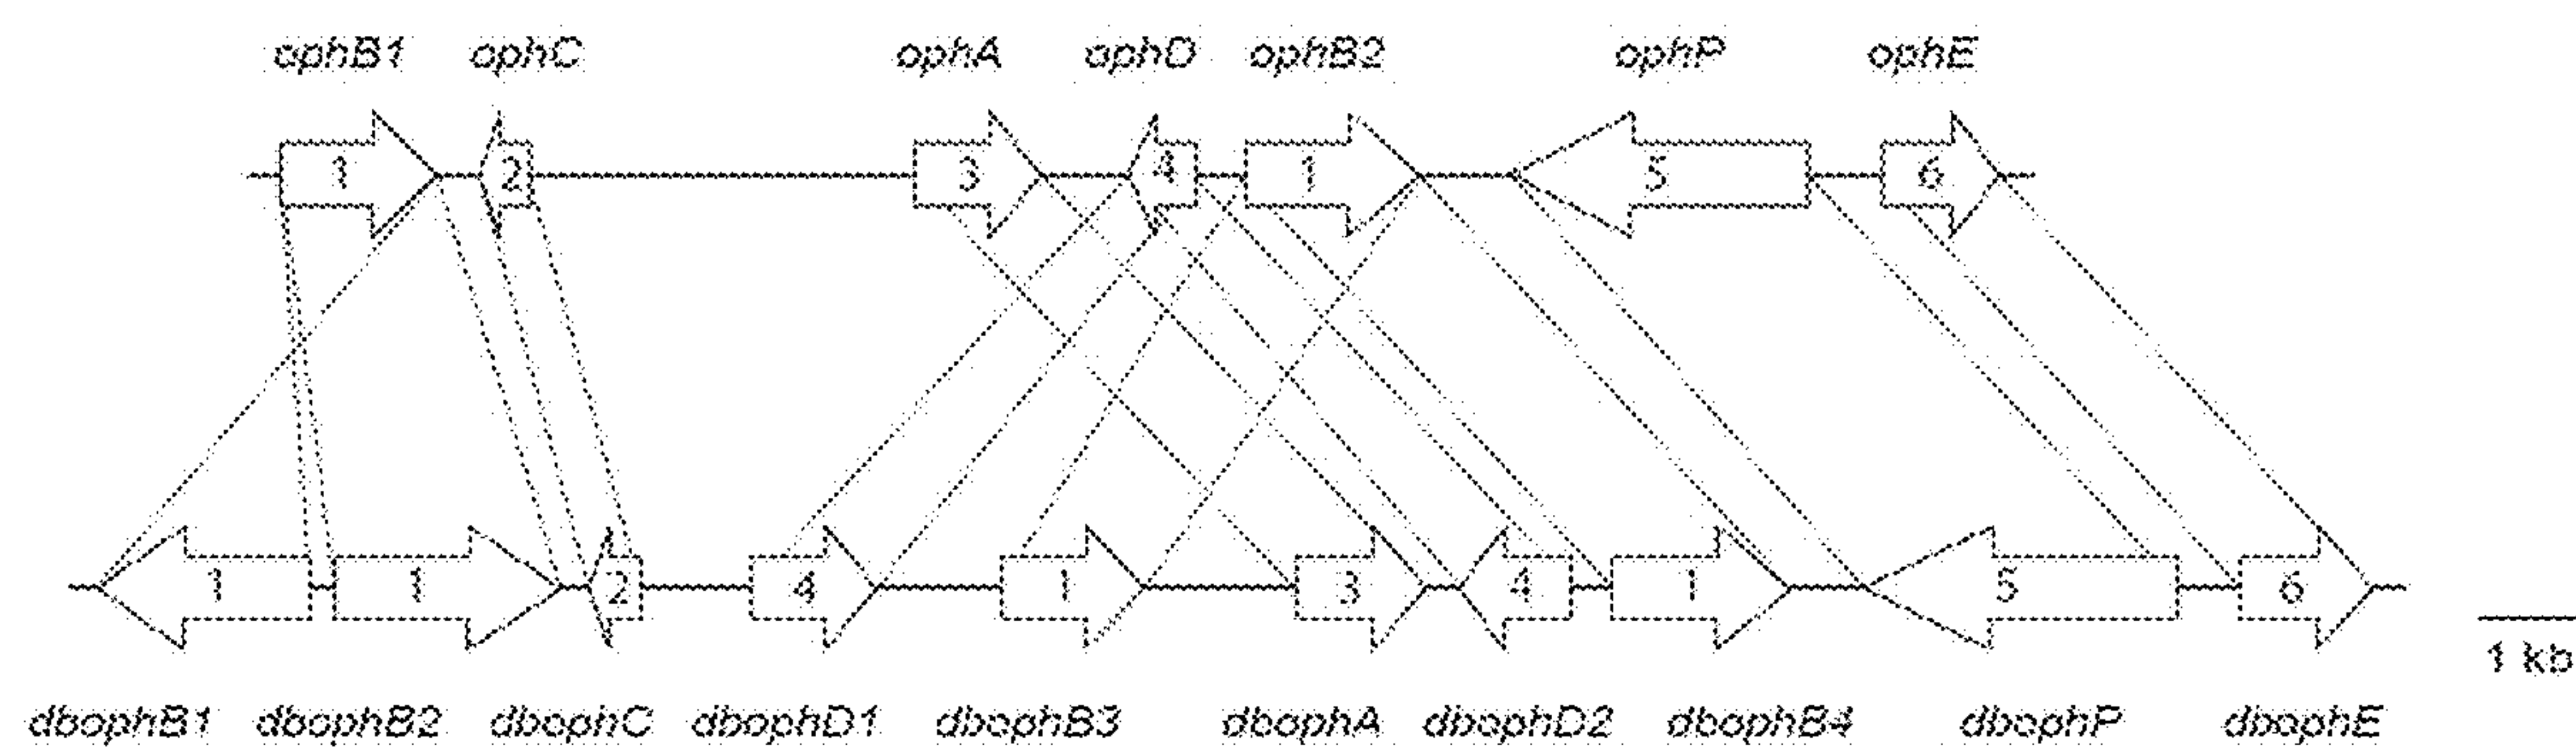 ophB1 ophC ophA ophD ophB2 ophP ophE
1 2 3 4 1 5 6
1 1 2 4 1 3 4 1 5 6
1 kb
dbophB1 dbophB2 dbophC dbophD1 dbophB3 dbophA dbophD2 dbophB4 dbophP dbophE